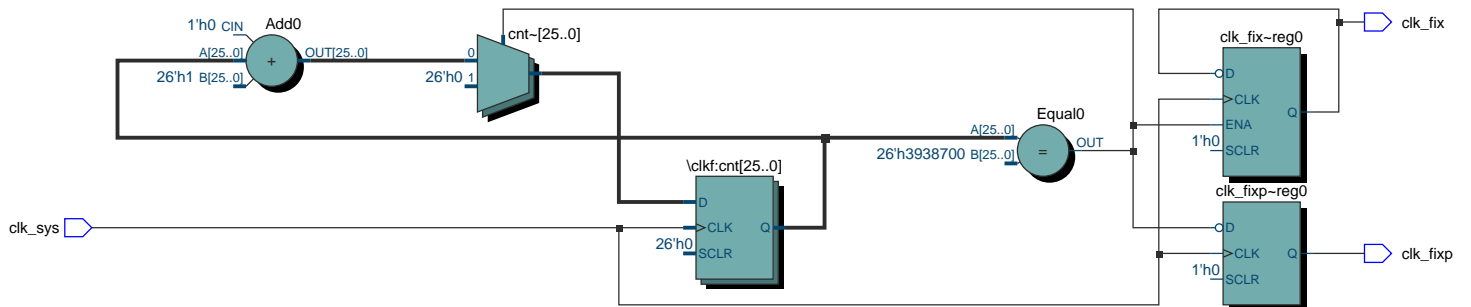 1'h0 CIN
Add0
A[25..0]
OUT[25..0]
+
26'h1 B[25..0]
cnt~[25..0]
0
26'h0 1
Equal0
A[25..0]
OUT
26'h3938700 B[25..0]
=
\clkf:cnt[25..0]
D
CLK
Q
26'h0
SCLR
clk_sys
clk_fix~reg0
D
CLK
Q
ENA
1'h0
SCLR
clk_fix
clk_fixp~reg0
D
CLK
Q
1'h0
SCLR
clk_fixp